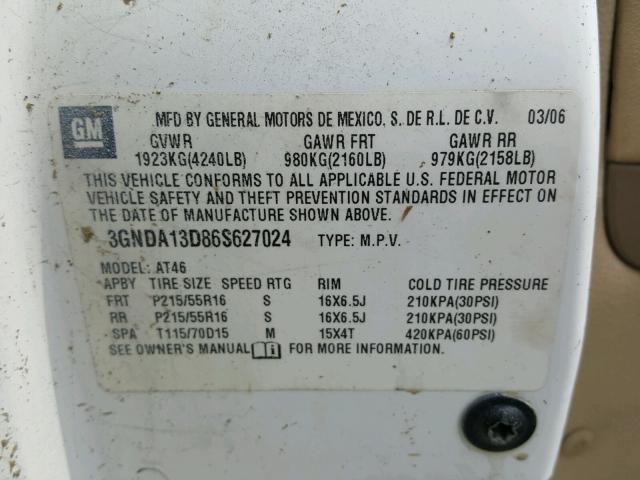 GM
MFD BY GENERAL MOTORS DE MEXICO, S. DE R.L. DE C.V. 03/06
GVWR GAWR FRT GAWR RR
1923KG(4240LB) 980KG(2160LB) 979KG(2158LB)
THIS VEHICLE CONFORMS TO ALL APPLICABLE U.S. FEDERAL MOTOR
VEHICLE SAFETY AND THEFT PREVENTION STANDARDS IN EFFECT ON
THE DATE OF MANUFACTURE SHOWN ABOVE.
3GNDA13D86S627024 TYPE: M.P.V.
MODEL: AT46
APBY TIRE SIZE SPEED RTG RIM COLD TIRE PRESSURE
FRT P215/55R16 S 16X6.5J 210KPA(30PSI)
RR P215/55R16 S 16X6.5J 210KPA(30PSI)
SPA T115/70D15 M 15X4T 420KPA(60PSI)
SEE OWNER'S MANUAL FOR MORE INFORMATION.